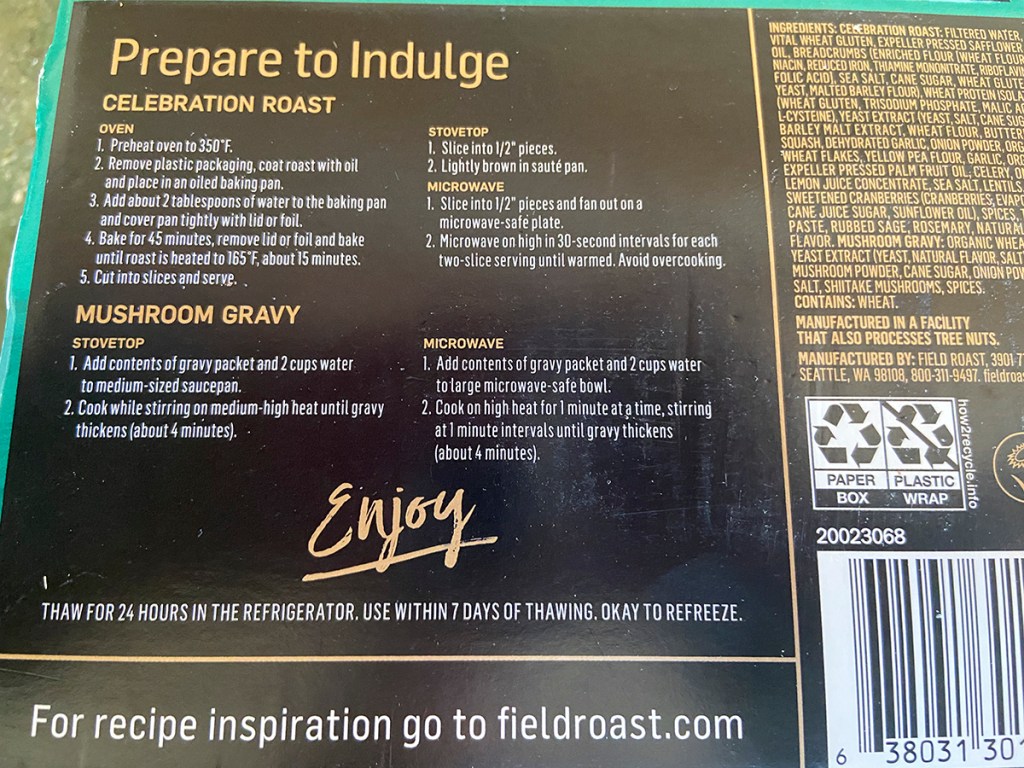 Prepare to Indulge
CELEBRATION ROAST
OVEN
1. Preheat oven to 350°F.
2. Remove plastic packaging, coat roast with oil
and place in an oiled baking pan.
3. Add about 2 tablespoons of water to the baking pan
and cover pan tightly with lid or foil.
4. Bake for 45 minutes, remove lid or foil and bake
until roast is heated to 165°F, about 15 minutes.
5. Cut into slices and serve.
STOVETOP
1. Slice into 1/2" pieces.
2. Lightly brown in sauté pan.
MICROWAVE
1. Slice into 1/2" pieces and fan out on a
microwave-safe plate.
2. Microwave on high in 30-second intervals for each
two-slice serving until warmed. Avoid overcooking.
MUSHROOM GRAVY
STOVETOP
1. Add contents of gravy packet and 2 cups water
to medium-sized saucepan.
2. Cook while stirring on medium-high heat until gravy
thickens (about 4 minutes).
MICROWAVE
1. Add contents of gravy packet and 2 cups water
to large microwave-safe bowl.
2. Cook on high heat for 1 minute at a time, stirring
at 1 minute intervals until gravy thickens
(about 4 minutes).
Enjoy
THAW FOR 24 HOURS IN THE REFRIGERATOR. USE WITHIN 7 DAYS OF THAWING. OKAY TO REFREEZE.
For recipe inspiration go to fieldroast.com
INGREDIENTS: CELEBRATION ROAST: FILTERED WATER,
VITAL WHEAT GLUTEN, EXPELLER PRESSED SAFFLOWER
OIL, BREADCRUMBS (ENRICHED FLOUR (WHEAT FLOUR,
NIACIN, REDUCED IRON, THIAMINE MONONITRATE, RIBOFLAVIN
FOLIC ACID), SEA SALT, CANE SUGAR, WHEAT GLUTE
YEAST, MALTED BARLEY FLOUR), WHEAT PROTEIN ISOLA
(WHEAT GLUTEN, TRISODIUM PHOSPHATE, MALIC A
L-CYSTEINE), YEAST EXTRACT (YEAST, SALT, CANE SUG
BARLEY MALT EXTRACT, WHEAT FLOUR, BUTTER
SQUASH, DEHYDRATED GARLIC, ONION POWDER, ORG
WHEAT FLAKES, YELLOW PEA FLOUR, GARLIC, ORG
EXPELLER PRESSED PALM FRUIT OIL, CELERY, ON
LEMON JUICE CONCENTRATE, SEA SALT, LENTILS,
SWEETENED CRANBERRIES (CRANBERRIES, EVAPO
CANE JUICE SUGAR, SUNFLOWER OIL), SPICES,
PASTE, RUBBED SAGE, ROSEMARY, NATURAL
FLAVOR. MUSHROOM GRAVY: ORGANIC WHEA
YEAST EXTRACT (YEAST, NATURAL FLAVOR, SALT
MUSHROOM POWDER, CANE SUGAR, ONION POW
SALT, SHIITAKE MUSHROOMS, SPICES.
CONTAINS: WHEAT.
MANUFACTURED IN A FACILITY
THAT ALSO PROCESSES TREE NUTS.
MANUFACTURED BY: FIELD ROAST, 3901 7
SEATTLE, WA 98108, 800-311-9497. fieldroas
PAPER
BOX
PLASTIC
WRAP
how2recycle.info
20023068
6 38031 301